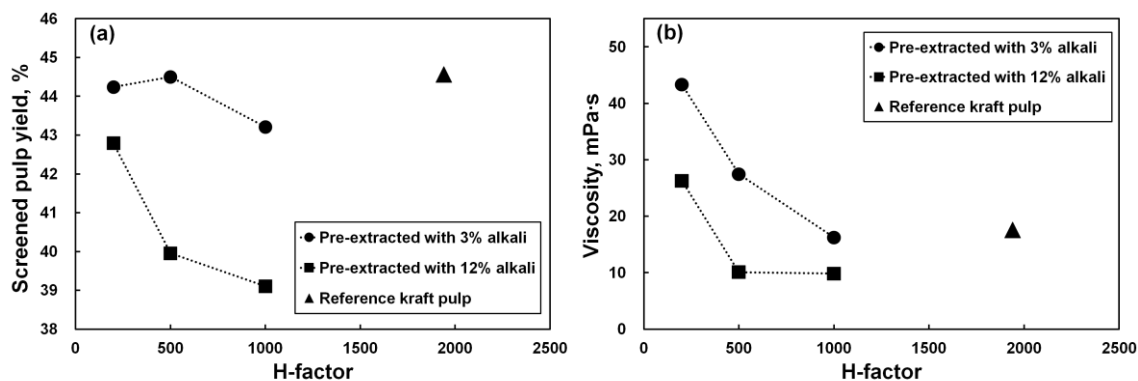 (a)
Screened pulp yield, %
46
45
44
43
42
41
40
39
38
0
500
1000
1500
2000
2500
H-factor
Pre-extracted with 3% alkali
Pre-extracted with 12% alkali
Reference kraft pulp
(b)
Viscosity, mPa·s
50
40
30
20
10
0
0
500
1000
1500
2000
2500
H-factor
Pre-extracted with 3% alkali
Pre-extracted with 12% alkali
Reference kraft pulp